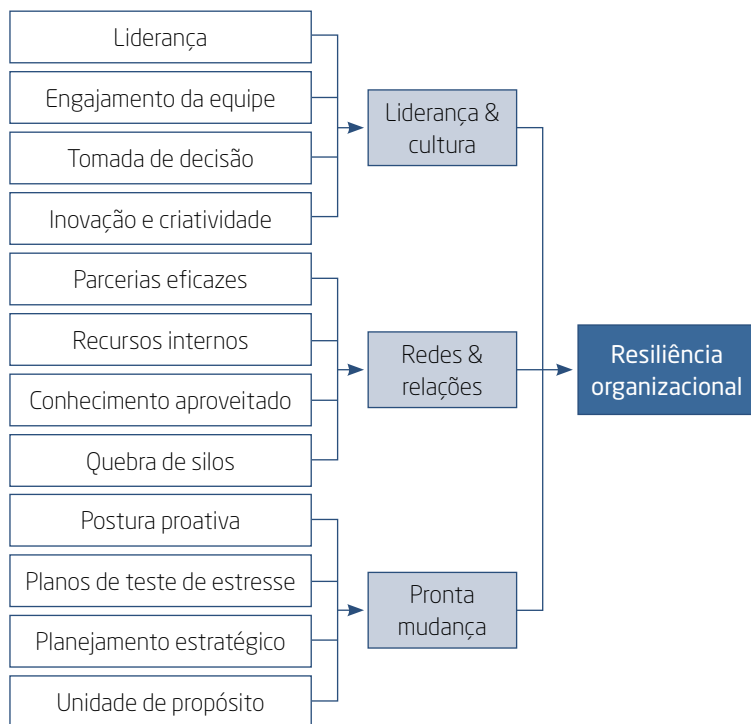 Liderança
Engajamento da equipe
Tomada de decisão
Inovação e criatividade
Liderança &
cultura
Parcerias eficazes
Recursos internos
Conhecimento aproveitado
Quebra de silos
Redes &
relações
Postura proativa
Planos de teste de estresse
Planejamento estratégico
Unidade de propósito
Pronta
mudança
Resiliência
organizacional